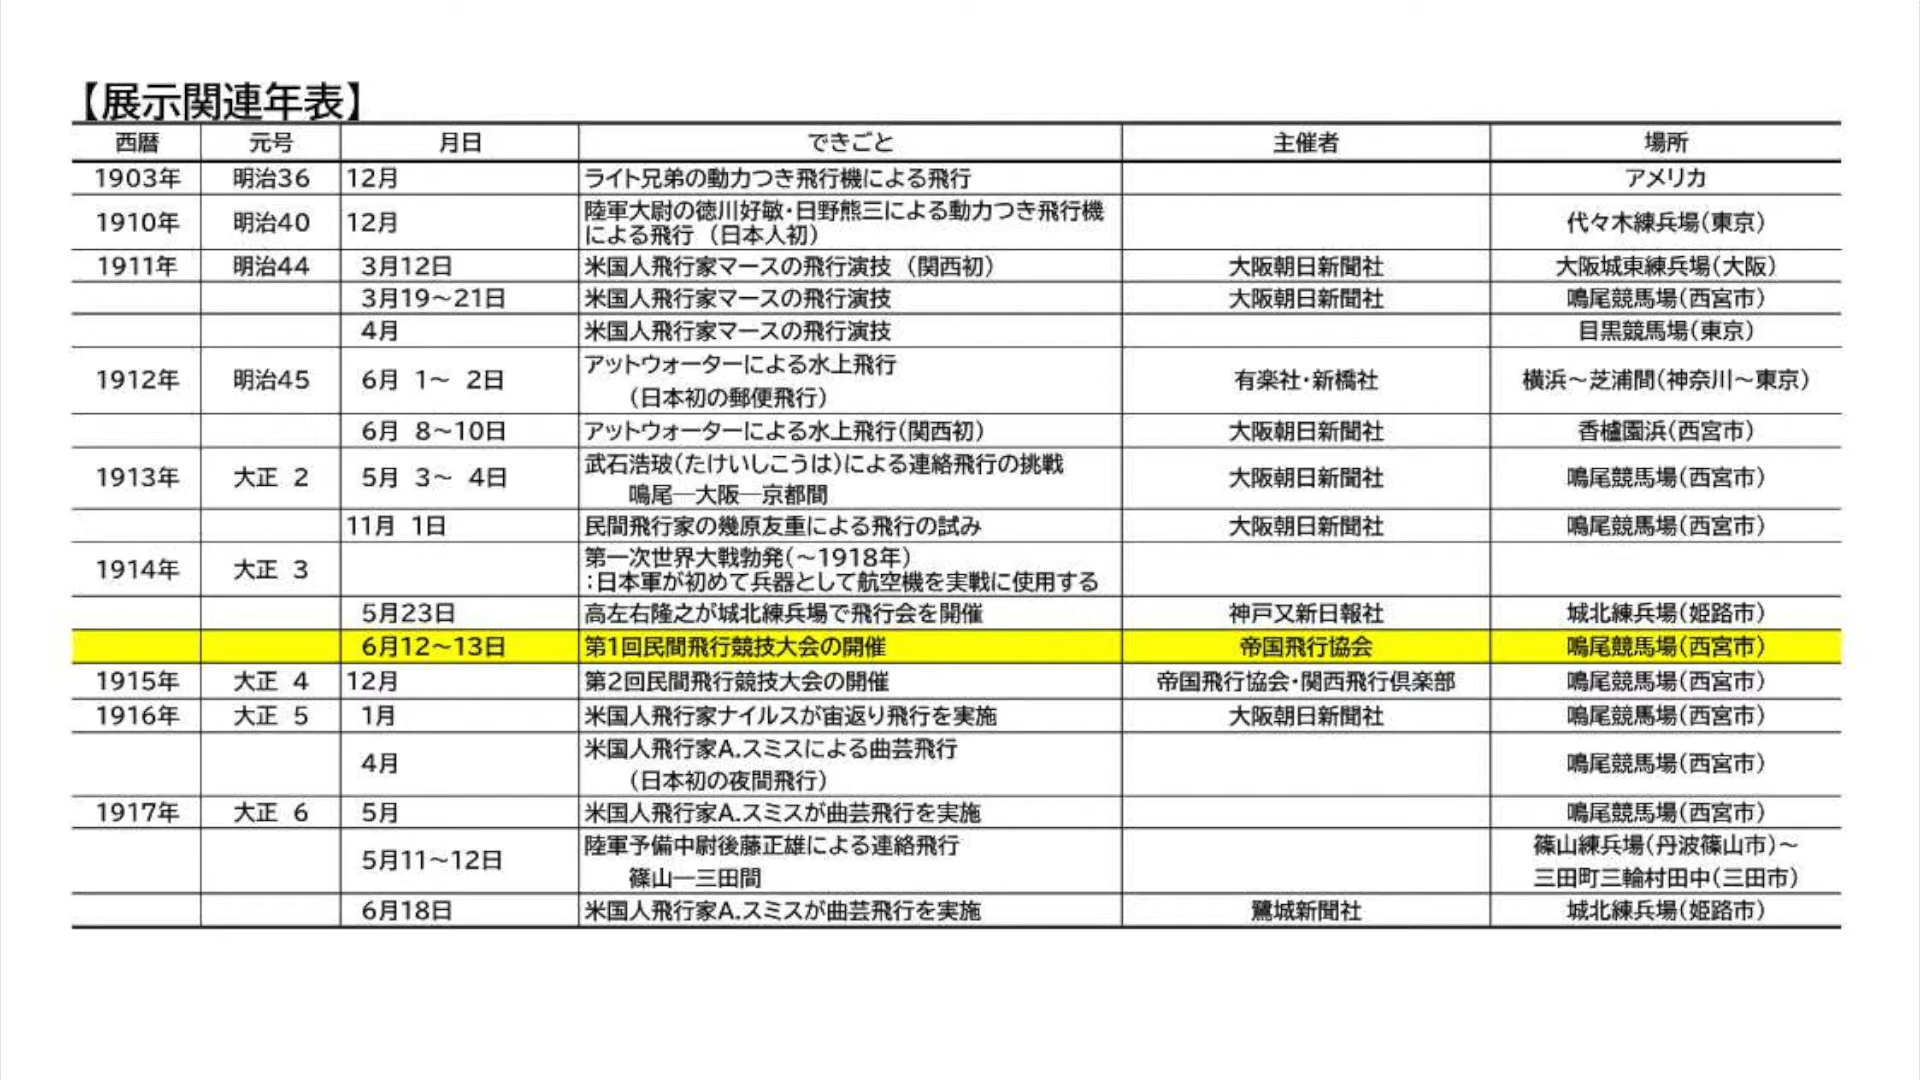 【展示関連年表】
西暦 元号 月日 できごと 主催者 場所
1903年 明治36 12月 ライト兄弟の動力つき飛行機による飛行 アメリカ
1910年 明治40 12月 陸軍大尉の徳川好敏・日野熊三による動力つき飛行機
による飛行（日本人初） 代々木練兵場(東京)
1911年 明治44 3月12日 米国人飛行家マースの飛行演技（関西初） 大阪朝日新聞社 大阪城東練兵場(大阪)
3月19～21日 米国人飛行家マースの飛行演技 大阪朝日新聞社 鳴尾競馬場(西宮市)
4月 米国人飛行家マースの飛行演技 目黒競馬場(東京)
1912年 明治45 6月 1～ 2日 アットウォーターによる水上飛行
（日本初の郵便飛行） 有楽社・新橋社 横浜～芝浦間(神奈川～東京)
6月 8～10日 アットウォーターによる水上飛行(関西初) 大阪朝日新聞社 香櫨園浜(西宮市)
1913年 大正 2 5月 3～ 4日 武石浩玻(たけいしこうは)による連絡飛行の挑戦
鳴尾―大阪―京都間 大阪朝日新聞社 鳴尾競馬場(西宮市)
11月 1日 民間飛行家の幾原友重による飛行の試み 大阪朝日新聞社 鳴尾競馬場(西宮市)
1914年 大正 3 第一次世界大戦勃発(～1918年)
:日本軍が初めて兵器として航空機を実戦に使用する
5月23日 高左右隆之が城北練兵場で飛行会を開催 神戸又新日報社 城北練兵場(姫路市)
6月12～13日 第1回民間飛行競技大会の開催 帝国飛行協会 鳴尾競馬場(西宮市)
1915年 大正 4 12月 第2回民間飛行競技大会の開催 帝国飛行協会・関西飛行倶楽部 鳴尾競馬場(西宮市)
1916年 大正 5 1月 米国人飛行家ナイルスが宙返り飛行を実施 大阪朝日新聞社 鳴尾競馬場(西宮市)
4月 米国人飛行家A.スミスによる曲芸飛行
（日本初の夜間飛行） 鳴尾競馬場(西宮市)
1917年 大正 6 5月 米国人飛行家A.スミスが曲芸飛行を実施 鳴尾競馬場(西宮市)
5月11～12日 陸軍予備中尉後藤正雄による連絡飛行 篠山練兵場(丹波篠山市)～
篠山―三田間 三田町三輪村田中(三田市)
6月18日 米国人飛行家A.スミスが曲芸飛行を実施 鷺城新聞社 城北練兵場(姫路市)